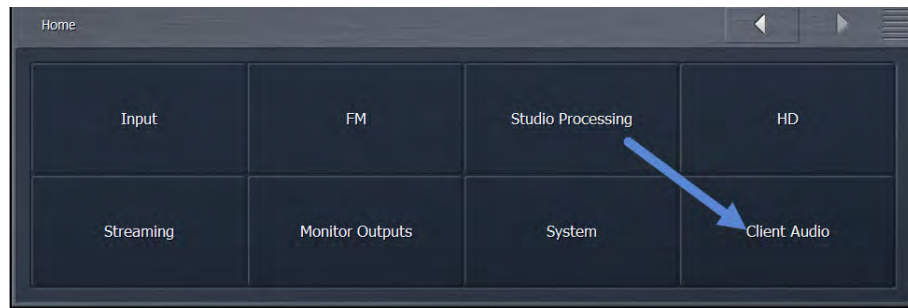 Home
Input
FM
Studio Processing
HD
Streaming
Monitor Outputs
System
Client Audio